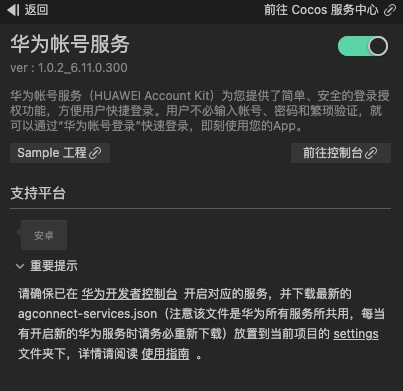 返回 前往 Cocos 服务中心
华为帐号服务
ver : 1.0.2_6.11.0.300
华为帐号服务（HUAWEI Account Kit）为您提供了简单、安全的登录授
权功能，方便用户快捷登录。用户不必输入帐号、密码和繁琐验证，就
可以通过“华为帐号登录”快速登录，即刻使用您的App。
Sample 工程 前往控制台
支持平台
安卓
重要提示
请确保已在 华为开发者控制台 开启对应的服务，并下载最新的
agconnect-services.json（注意该文件是华为所有服务所共用，每当
有开启新的华为服务时请务必重新下载）放置到当前项目的 settings
文件夹下，详情请阅读 使用指南 。